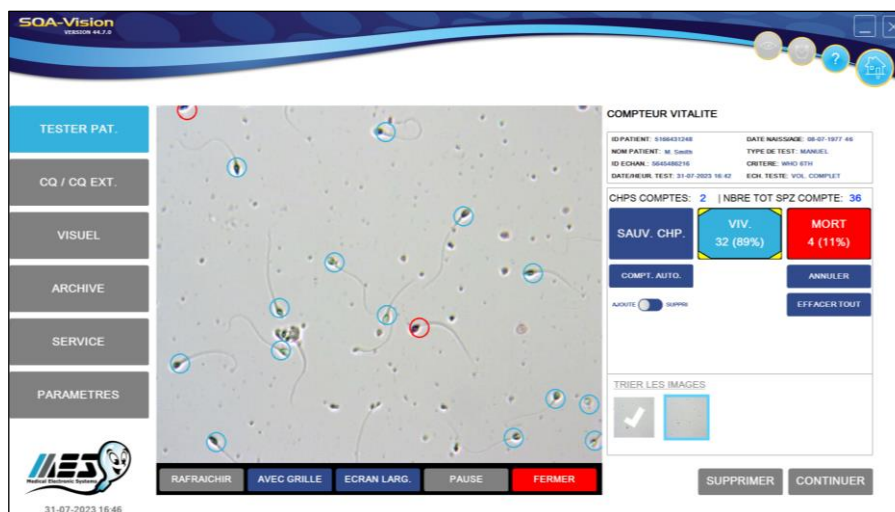 SQA-Vision
VERSION 44.7.0
?
TESTER PAT.
CQ / CQ EXT.
VISUEL
ARCHIVE
SERVICE
PARAMETRES
MES
Medical Electronic Systems
31-07-2023 16:46
RAFRAICHIR
AVEC GRILLE
ECRAN LARG.
PAUSE
FERMER
COMPTEUR VITALITE
ID PATIENT: 5166431248 DATE NAISS/AGE: 08-07-1977 46
NOM PATIENT: M. Smith TYPE DE TEST: MANUEL
ID ECHAN.: 5645486216 CRITERE: WHO 6TH
DATE/HEUR. TEST: 31-07-2023 16:42 ECH. TESTE: VOL. COMPLET
CHPS COMPTES: 2 | NBRE TOT SPZ COMPTE: 36
SAUV. CHP.
VIV.
32 (89%)
MORT
4 (11%)
COMPT. AUTO.
ANNULER
AJOUTE SUPPRI
EFFACER TOUT
TRIER LES IMAGES
SUPPRIMER
CONTINUER